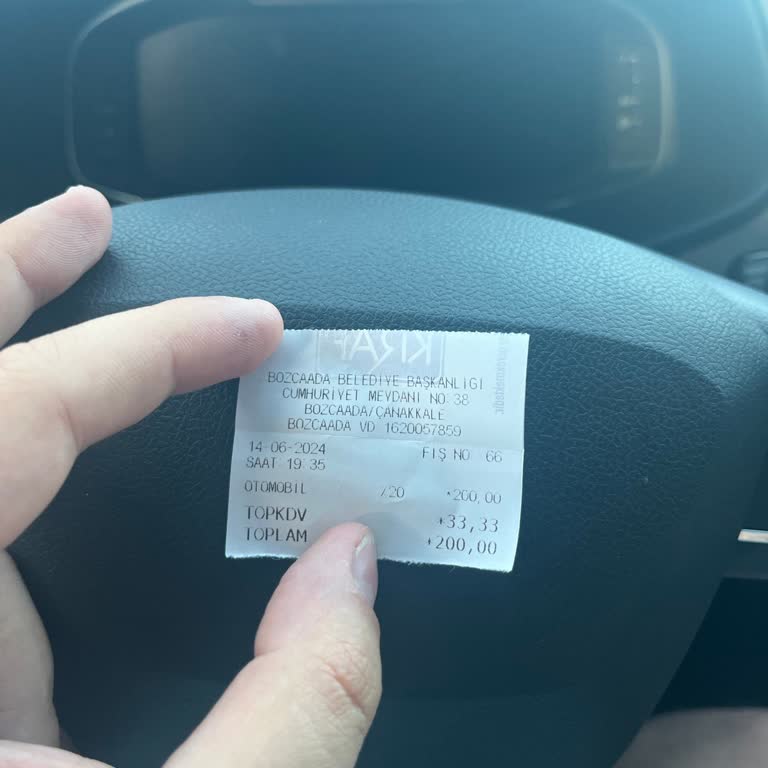 BOZCAADA BELEDİYE BAŞKANLIGI
CUMHURİYET MEYDANI NO:38
BOZCAADA/ÇANAKKALE
BOZCAADA VD 1620057859
14-06-2024 FİŞ NO 66
SAAT 19:35
OTOMOBİL %20 *200,00
TOPKDV *33,33
TOPLAM *200,00